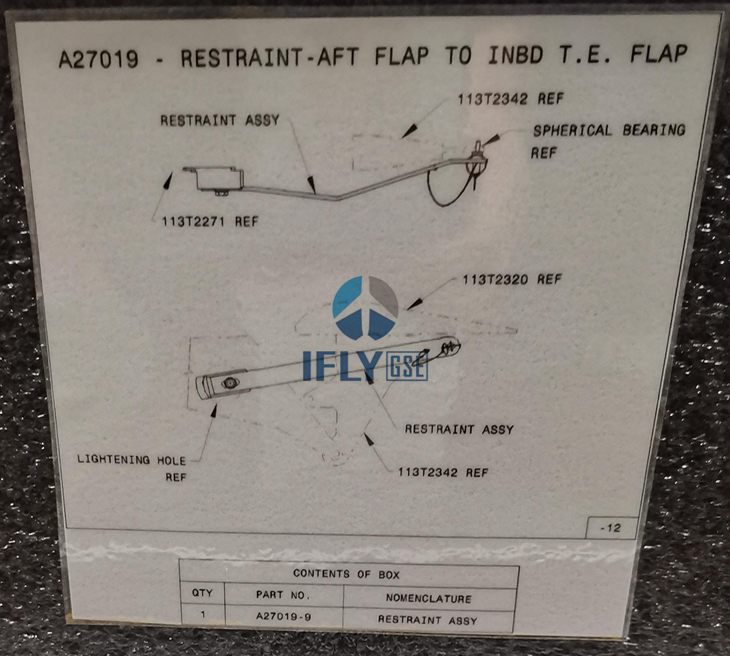 A27019 - RESTRAINT-AFT FLAP TO INBD T.E. FLAP
113T2342 REF
RESTRAINT ASSY
SPHERICAL BEARING
REF
113T2271 REF
113T2320 REF
IFLY GSE
RESTRAINT ASSY
LIGHTENING HOLE
REF
113T2342 REF
-12
CONTENTS OF BOX
QTY PART NO. NOMENCLATURE
1 A27019-9 RESTRAINT ASSY